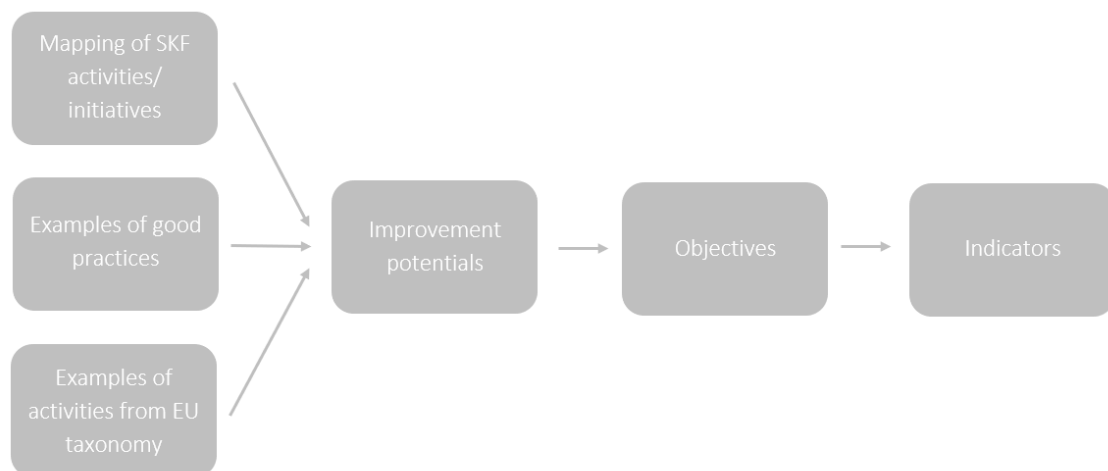 Mapping of SKF
activities/
initiatives
Examples of good
practices
Examples of
activities from EU
taxonomy
Improvement
potentials
Objectives
Indicators